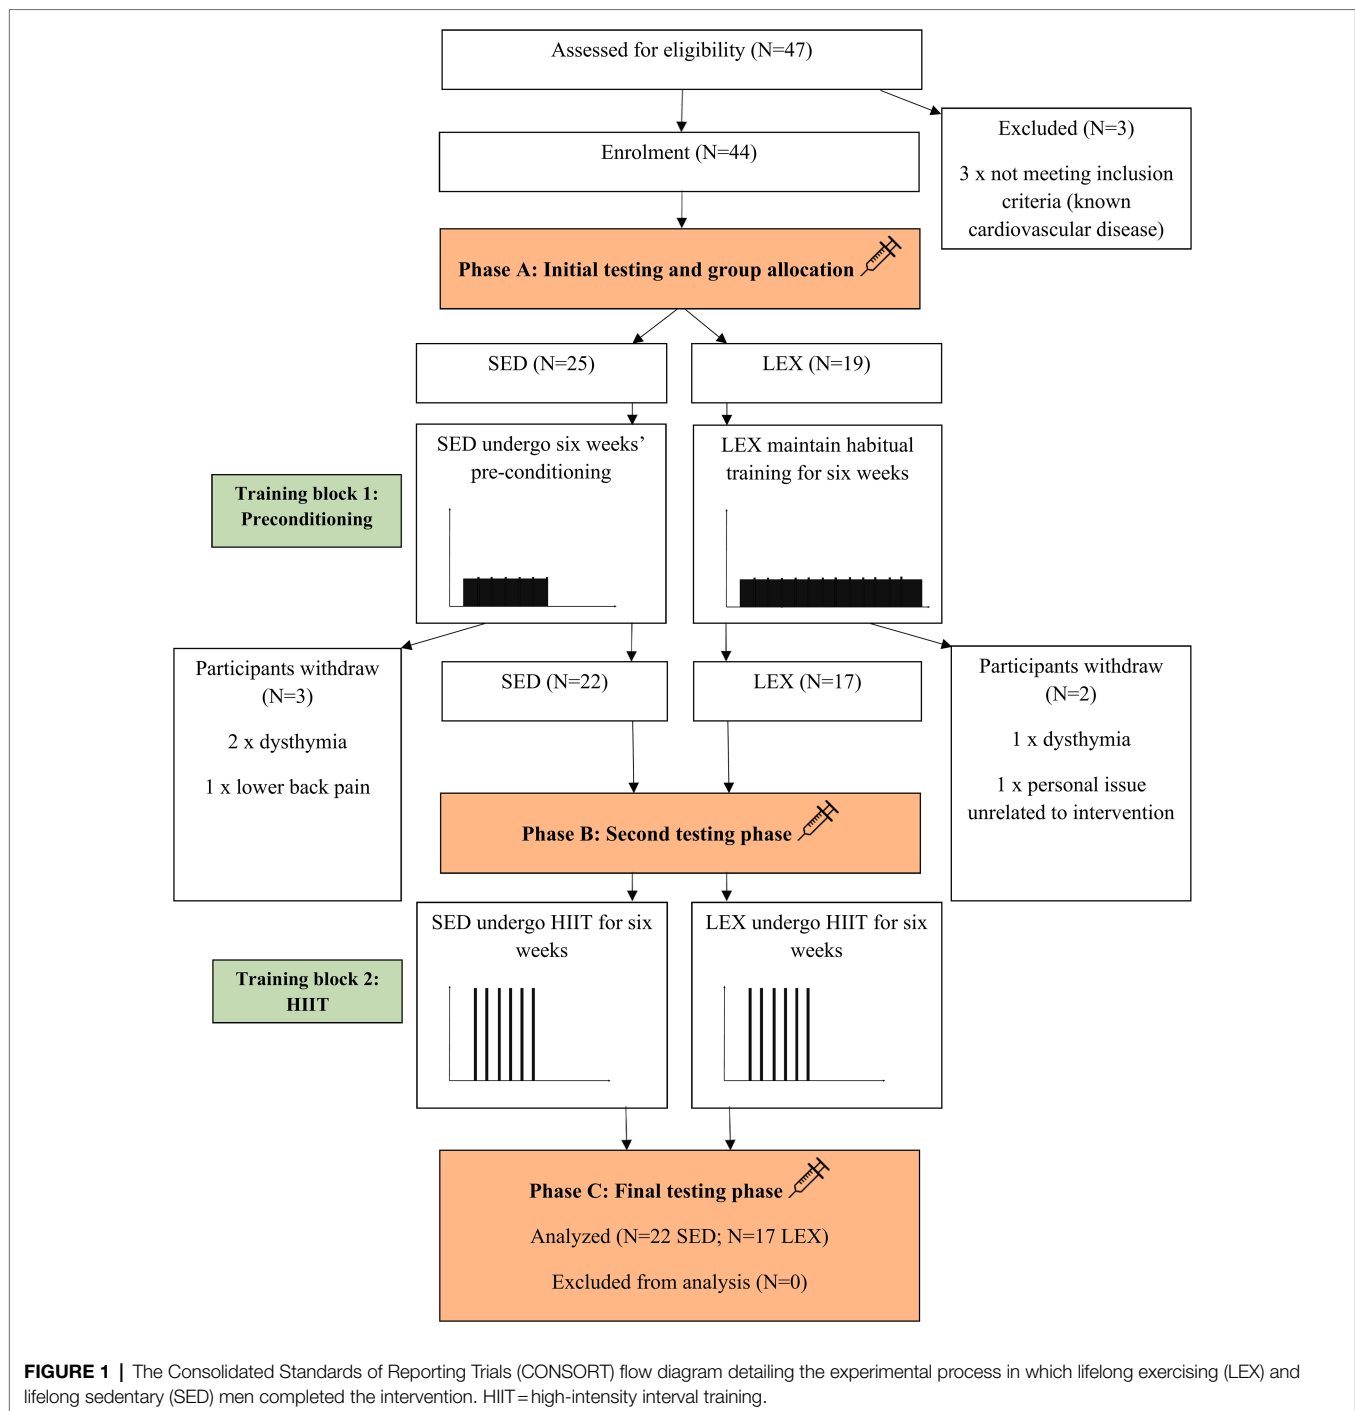 Assessed for eligibility (N=47)
Excluded (N=3)
3 x not meeting inclusion
criteria (known
cardiovascular disease)
Enrolment (N=44)
Phase A: Initial testing and group allocation
SED (N=25)
LEX (N=19)
SED undergo six weeks’
pre-conditioning
LEX maintain habitual
training for six weeks
Training block 1:
Preconditioning
Participants withdraw
(N=3)
2 x dysthymia
1 x lower back pain
SED (N=22)
LEX (N=17)
Participants withdraw
(N=2)
1 x dysthymia
1 x personal issue
unrelated to intervention
Phase B: Second testing phase
SED undergo HIIT for six
weeks
LEX undergo HIIT for six
weeks
Training block 2:
HIIT
Phase C: Final testing phase
Analyzed (N=22 SED; N=17 LEX)
Excluded from analysis (N=0)
FIGURE 1 | The Consolidated Standards of Reporting Trials (CONSORT) flow diagram detailing the experimental process in which lifelong exercising (LEX) and
lifelong sedentary (SED) men completed the intervention. HIIT = high-intensity interval training.